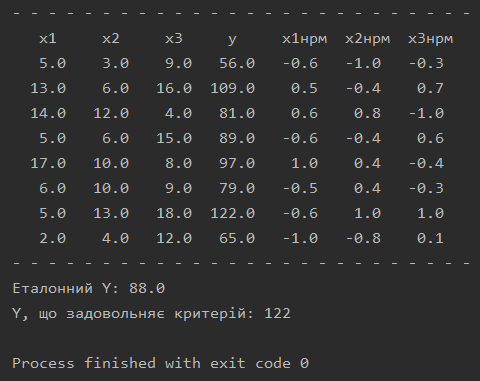 - - - - - - - - - - - - - - - - - - - - - - - - - -
x1 x2 x3 y x1нрм x2нрм x3нрм
5.0 3.0 9.0 56.0 -0.6 -1.0 -0.3
13.0 6.0 16.0 109.0 0.5 -0.4 0.7
14.0 12.0 4.0 81.0 0.6 0.8 -1.0
5.0 6.0 15.0 89.0 -0.6 -0.4 0.6
17.0 10.0 8.0 97.0 1.0 0.4 -0.4
6.0 10.0 9.0 79.0 -0.5 0.4 -0.3
5.0 13.0 18.0 122.0 -0.6 1.0 1.0
2.0 4.0 12.0 65.0 -1.0 -0.8 0.1
- - - - - - - - - - - - - - - - - - - - - - - - - -
Еталонний Y: 88.0
Y, що задовольняє критерій: 122
Process finished with exit code 0